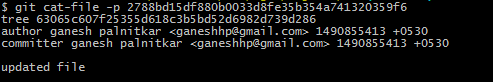 $ git cat-file -p 2788bd15df880b0033d8fe35b354a741320359f6
tree 63065c607f25355d618c3b5bd52d6982d739d286
author ganesh palnitkar <ganeshhp@gmail.com> 1490855413 +0530
committer ganesh palnitkar <ganeshhp@gmail.com> 1490855413 +0530

updated file